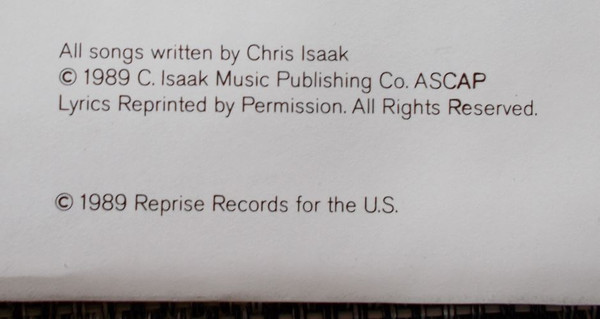 All songs written by Chris Isaak
© 1989 C. Isaak Music Publishing Co. ASCAP
Lyrics Reprinted by Permission. All Rights Reserved.
© 1989 Reprise Records for the U.S.